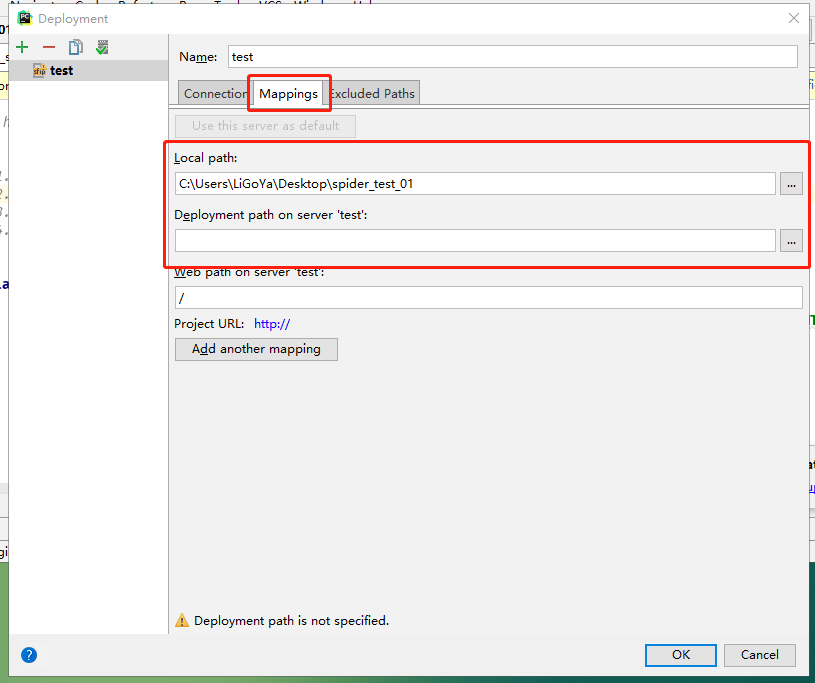 Deployment
test
Name: test
Connection Mappings Excluded Paths
Use this server as default
Local path:
C:\Users\LiGoYa\Desktop\spider_test_01
...
Deployment path on server 'test':
...
Web path on server 'test':
/
Project URL: http://
Add another mapping
Deployment path is not specified.
?
OK Cancel